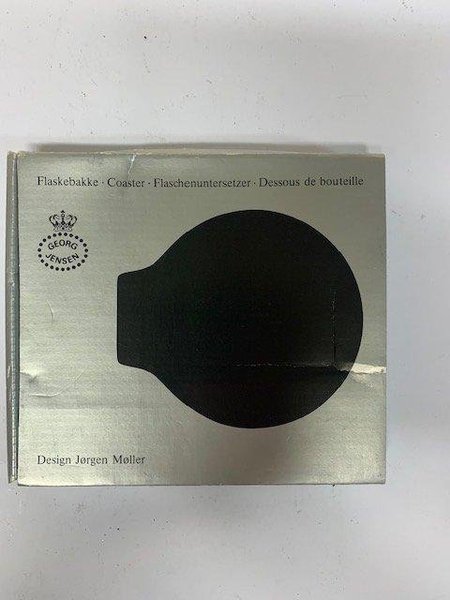 Flaskebakke · Coaster · Flaschenuntersetzer · Dessous de bouteille
GEORG
JENSEN
Design Jørgen Møller